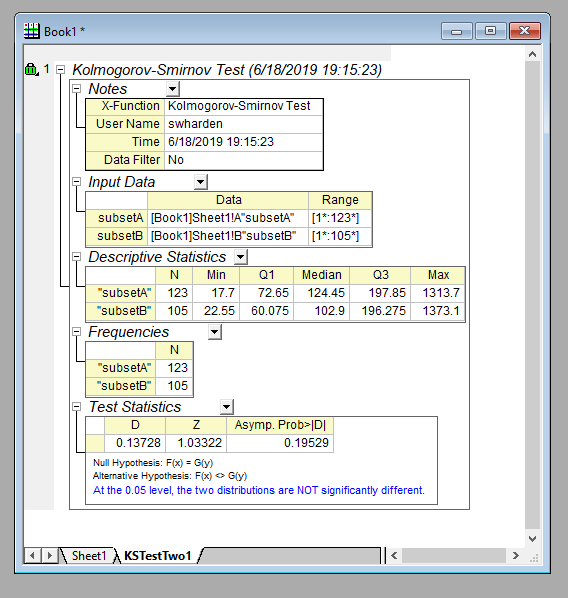 Book1 *
1 Kolmogorov-Smirnov Test (6/18/2019 19:15:23)
Notes
X-Function Kolmogorov-Smirnov Test
User Name swharden
Time 6/18/2019 19:15:23
Data Filter No
Input Data
Data Range
subsetA [Book1]Sheet1!A"subsetA" [1*:123*]
subsetB [Book1]Sheet1!B"subsetB" [1*:105*]
Descriptive Statistics
N Min Q1 Median Q3 Max
"subsetA" 123 17.7 72.65 124.45 197.85 1313.7
"subsetB" 105 22.55 60.075 102.9 196.275 1373.1
Frequencies
N
"subsetA" 123
"subsetB" 105
Test Statistics
D Z Asymp. Prob>|D|
0.13728 1.03322 0.19529
Null Hypothesis: F(x) = G(y)
Alternative Hypothesis: F(x) <> G(y)
At the 0.05 level, the two distributions are NOT significantly different.
Sheet1 KSTestTwo1